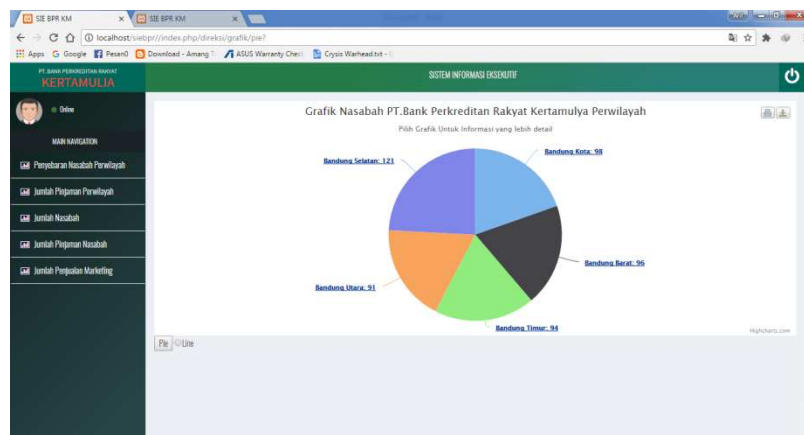 SIE BPR KM
SIE BPR KM
localhost/siebpr//index.php/direksi/grafik/pie?
Apps Google Pesan0 Download - Amang ASUS Warranty Chec Crysis Warhead.txt -
PT. BANK PERKREDITAN RAKYAT
KERTAMULIA
SISTEM INFORMASI EKSEKUTIF
Online
MAIN NAVIGATION
Penyebaran Nasabah Perwilayah
Jumlah Pinjaman Perwilayah
Jumlah Nasabah
Jumlah Pinjaman Nasabah
Jumlah Penjualan Marketing
Grafik Nasabah PT.Bank Perkreditan Rakyat Kertamulya Perwilayah
Pilih Grafik Untuk Informasi yang lebih detail
Bandung Selatan: 121
Bandung Kota: 98
Bandung Barat: 96
Bandung Utara: 91
Bandung Timur: 94
Highcharts.com
Pie Line